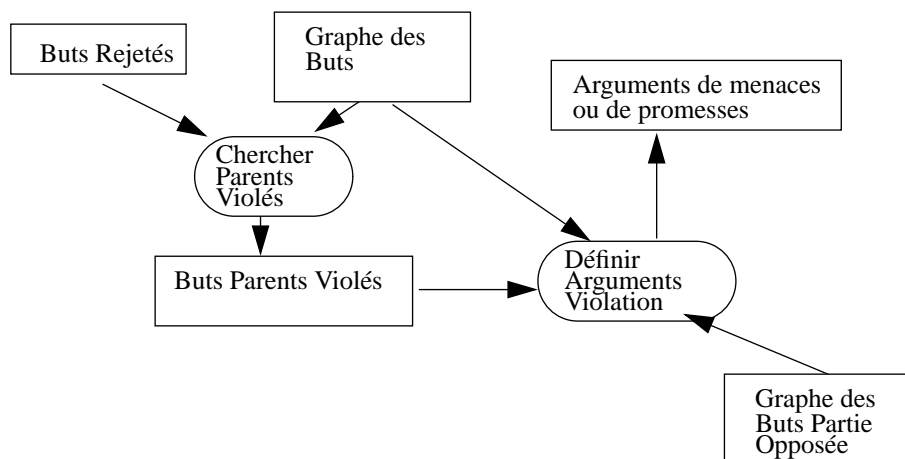 Buts Rejetés
Graphe des
Buts
Arguments de menaces
ou de promesses
Chercher
Parents
Violés
Buts Parents Violés
Définir
Arguments
Violation
Graphe des
Buts Partie
Opposée